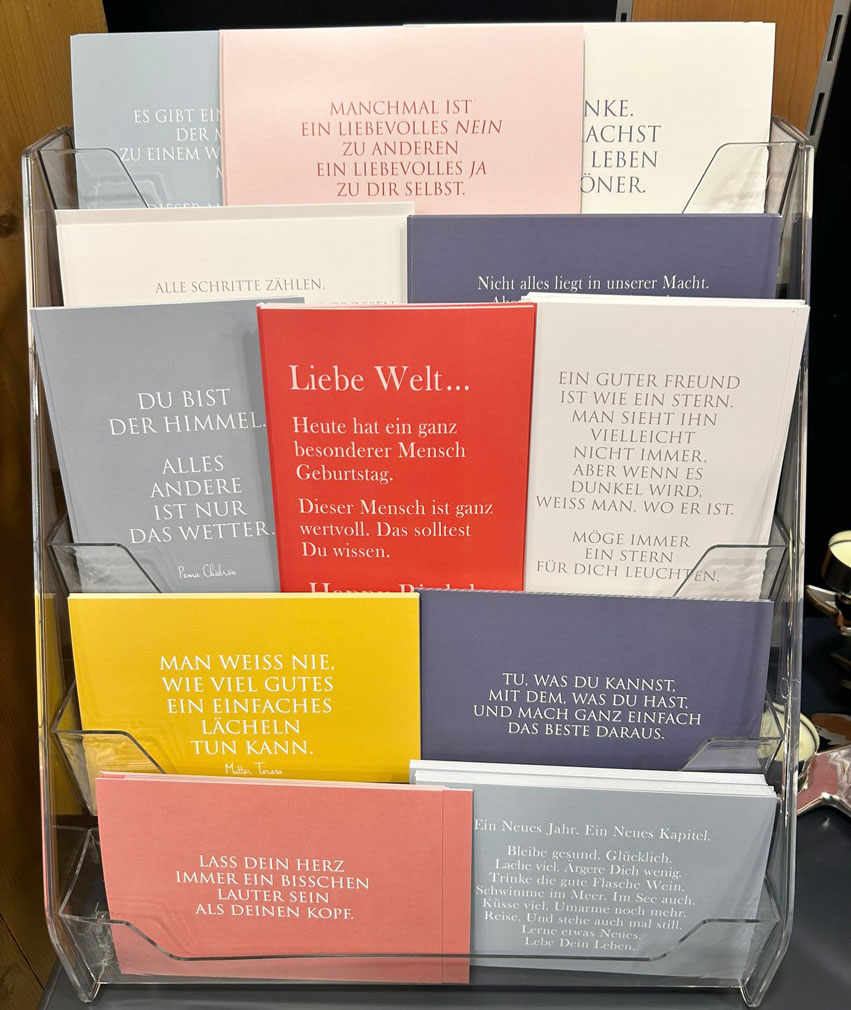 ES GIBT
DER
ZU EINEM
DIESER
MANCHMAL IST
EIN LIEBEVOLLES NEIN
ZU ANDEREN
EIN LIEBEVOLLES JA
ZU DIR SELBST.
NKE.
ACHST
LEBEN
ÖNER.
ALLE SCHRITTE ZÄHLEN.
Nicht alles liegt in unserer Macht.
DU BIST
DER HIMMEL.
ALLES
ANDERE
IST NUR
DAS WETTER.
Pema Chödrön
Liebe Welt...
Heute hat ein ganz
besonderer Mensch
Geburtstag.
Dieser Mensch ist ganz
wertvoll. Das solltest
Du wissen.
EIN GUTER FREUND
IST WIE EIN STERN.
MAN SIEHT IHN
VIELLEICHT
NICHT IMMER,
ABER WENN ES
DUNKEL WIRD,
WEISS MAN, WO ER IST.
MÖGE IMMER
EIN STERN
FÜR DICH LEUCHTEN.
MAN WEISS NIE,
WIE VIEL GUTES
EIN EINFACHES
LÄCHELN
TUN KANN.
Mutter Teresa
TU, WAS DU KANNST,
MIT DEM, WAS DU HAST,
UND MACH GANZ EINFACH
DAS BESTE DARAUS.
LASS DEIN HERZ
IMMER EIN BISSCHEN
LAUTER SEIN
ALS DEINEN KOPF.
Ein Neues Jahr. Ein Neues Kapitel.
Bleibe gesund. Glücklich.
Lache viel. Ärgere Dich wenig.
Trinke die gute Flasche Wein.
Schwimme im Meer. Im See auch.
Küsse viel. Umarme noch mehr.
Reise. Und stehe auch mal still.
Lerne etwas Neues.
Lebe Dein Leben.